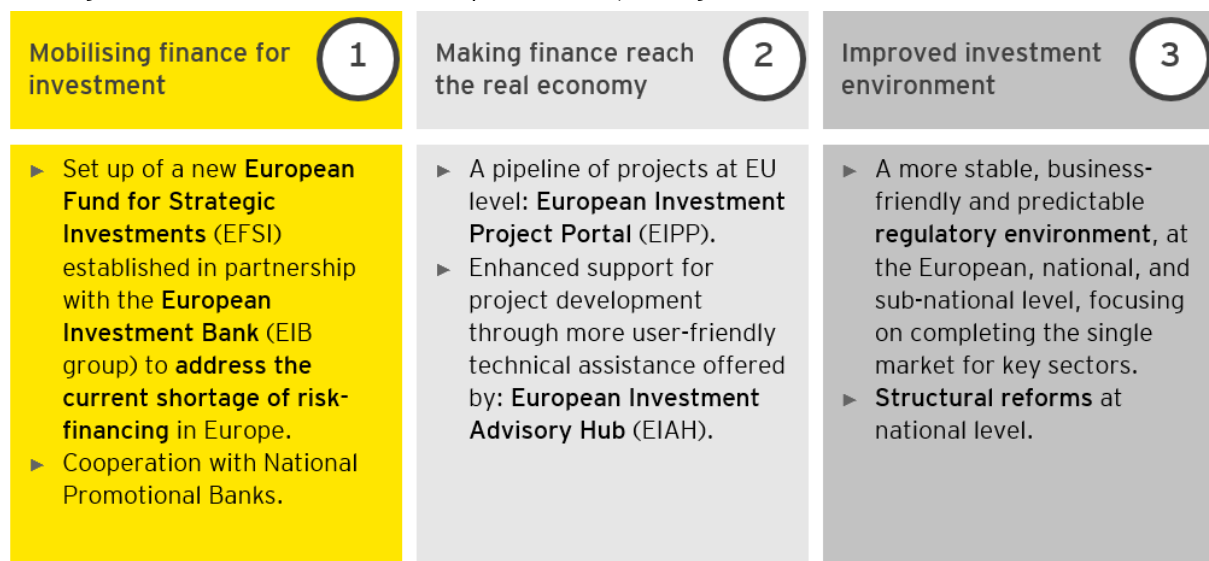 Mobilising finance for
investment
1
► Set up of a new European
Fund for Strategic
Investments (EFSI)
established in partnership
with the European
Investment Bank (EIB
group) to address the
current shortage of risk-
financing in Europe.
► Cooperation with National
Promotional Banks.
Making finance reach
the real economy
2
► A pipeline of projects at EU
level: European Investment
Project Portal (EIPP).
► Enhanced support for
project development
through more user-friendly
technical assistance offered
by: European Investment
Advisory Hub (EIAH).
Improved investment
environment
3
► A more stable, business-
friendly and predictable
regulatory environment, at
the European, national, and
sub-national level, focusing
on completing the single
market for key sectors.
► Structural reforms at
national level.